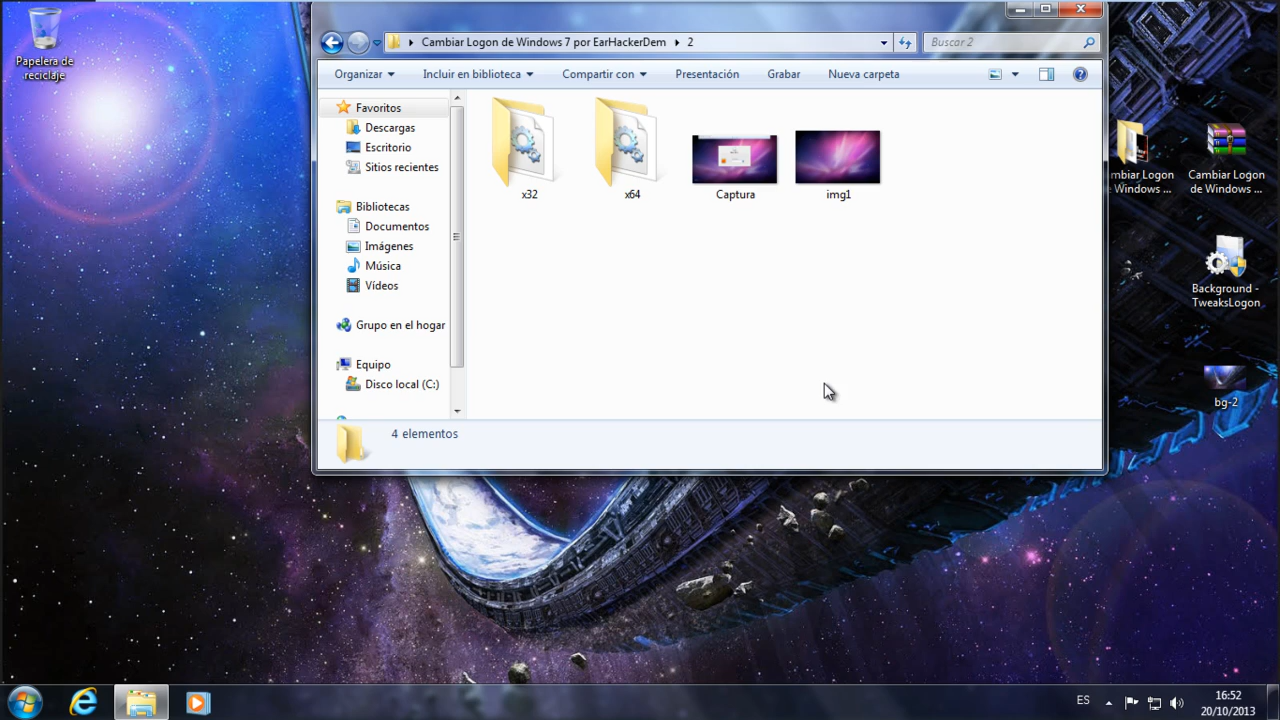 Papelera de
reciclaje
Cambiar Logon de Windows 7 por EarHackerDem
2
Buscar 2
Organizar
Incluir en biblioteca
Compartir con
Presentación
Grabar
Nueva carpeta
Favoritos
Descargas
Escritorio
Sitios recientes
Bibliotecas
Documentos
Imágenes
Música
Vídeos
Grupo en el hogar
Equipo
Disco local (C:)
x32
x64
Captura
img1
4 elementos
mbiar Logon
de Windows ...
Cambiar Logon
de Windows ...
Background -
TweaksLogon
bg-2
ES
16:52
20/10/2013